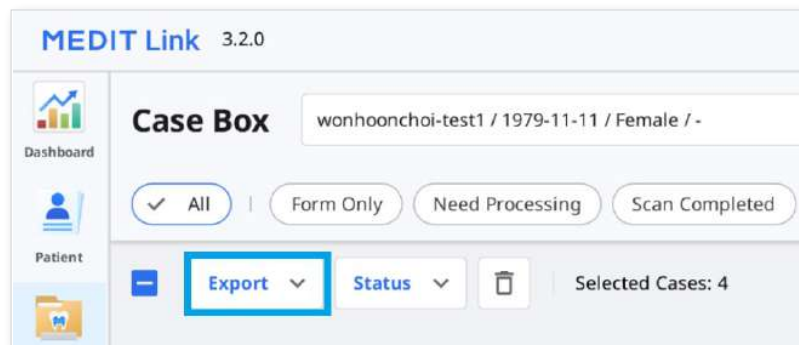 MEDIT Link 3.2.0
Dashboard
Patient
Case Box
wonhoonchoi-test1 / 1979-11-11 / Female / -
All | Form Only Need Processing Scan Completed
Export Status Selected Cases: 4